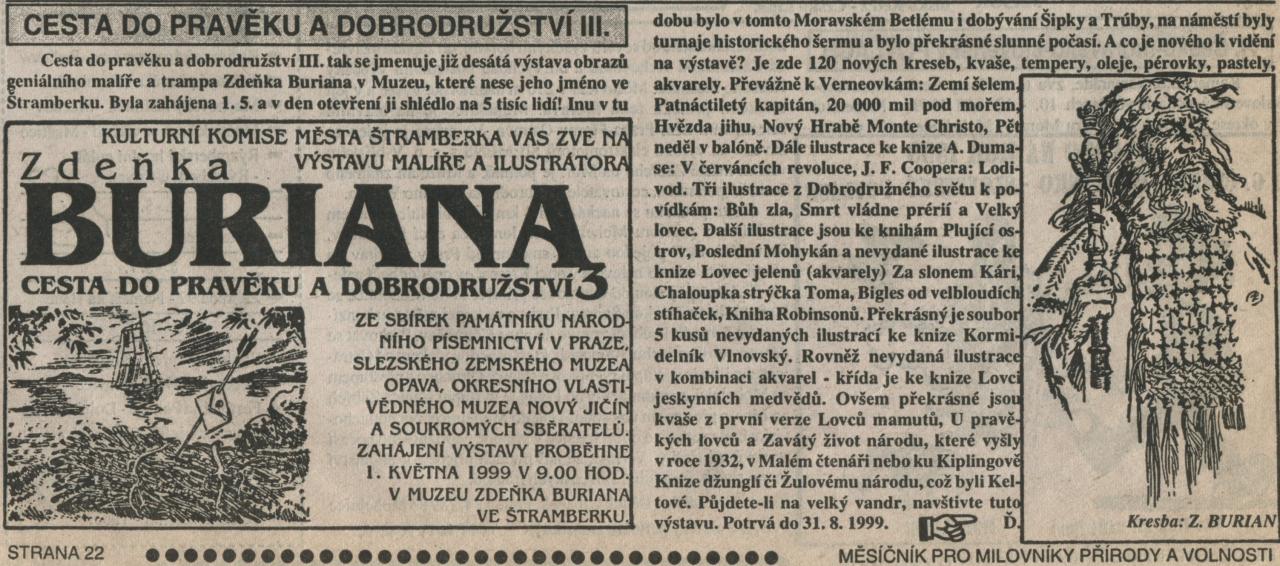 CESTA DO PRAVĚKU A DOBRODRUŽSTVÍ III.
Cesta do pravěku a dobrodružství III. tak se jmenuje již desátá výstava obrazů
geniálního malíře a trampa Zdeňka Buriana v Muzeu, které nese jeho jméno ve
Štramberku. Byla zahájena 1. 5. a v den otevření ji shlédlo na 5 tisíc lidí! Inu v tu
KULTURNÍ KOMISE MĚSTA ŠTRAMBERKA VÁS ZVE NA
VÝSTAVU MALÍŘE A ILUSTRÁTORA
Zdeňka
BURIANA
CESTA DO PRAVĚKU A DOBRODRUŽSTVÍ 3
ZE SBÍREK PAMÁTNÍKU NÁROD-
NÍHO PÍSEMNICTVÍ V PRAZE,
SLEZSKÉHO ZEMSKÉHO MUZEA
OPAVA, OKRESNÍHO VLASTI-
VĚDNÉHO MUZEA NOVÝ JIČÍN
A SOUKROMÝCH SBĚRATELŮ.
ZAHÁJENÍ VÝSTAVY PROBĚHNE
1. KVĚTNA 1999 V 9.00 HOD.
V MUZEU ZDEŇKA BURIANA
VE ŠTRAMBERKU.
dobu bylo v tomto Moravském Betlému i dobývání Šipky a Trúby, na náměstí byly
turnaje historického šermu a bylo překrásné slunné počasí. A co je nového k vidění
na výstavě? Je zde 120 nových kreseb, kvaše, tempery, oleje, pérovky, pastely,
akvarely. Převážně k Verneovkám: Zemí šelem,
Patnáctiletý kapitán, 20 000 mil pod mořem,
Hvězda jihu, Nový Hrabě Monte Christo, Pět
neděl v balóně. Dále ilustrace ke knize A. Duma-
se: V červáncích revoluce, J. F. Coopera: Lodi-
vod. Tři ilustrace z Dobrodružného světu k po-
vídkám: Bůh zla, Smrt vládne prérií a Velký
lovec. Další ilustrace jsou ke knihám Plující os-
trov, Poslední Mohykán a nevydané ilustrace ke
knize Lovec jelenů (akvarely) Za slonem Kári,
Chaloupka strýčka Toma, Bigles od velbloudích
stíhaček, Kniha Robinsonů. Překrásný je soubor
5 kusů nevydaných ilustrací ke knize Kormi-
delník Vlnovský. Rovněž nevydaná ilustrace
v kombinaci akvarel - křída je ke knize Lovci
jeskynních medvědů. Ovšem překrásné jsou
kvaše z první verze Lovců mamutů, U pravě-
kých lovců a Zavátý život národu, které vyšly
v roce 1932, v Malém čtenáři nebo ku Kiplingově
Knize džunglí či Žulovému národu, což byli Kel-
tové. Půjdete-li na velký vandr, navštivte tuto
výstavu. Potrvá do 31. 8. 1999. Ď.
Kresba: Z. BURIAN
STRANA 22 MĚSÍČNÍK PRO MILOVNÍKY PŘÍRODY A VOLNOSTI